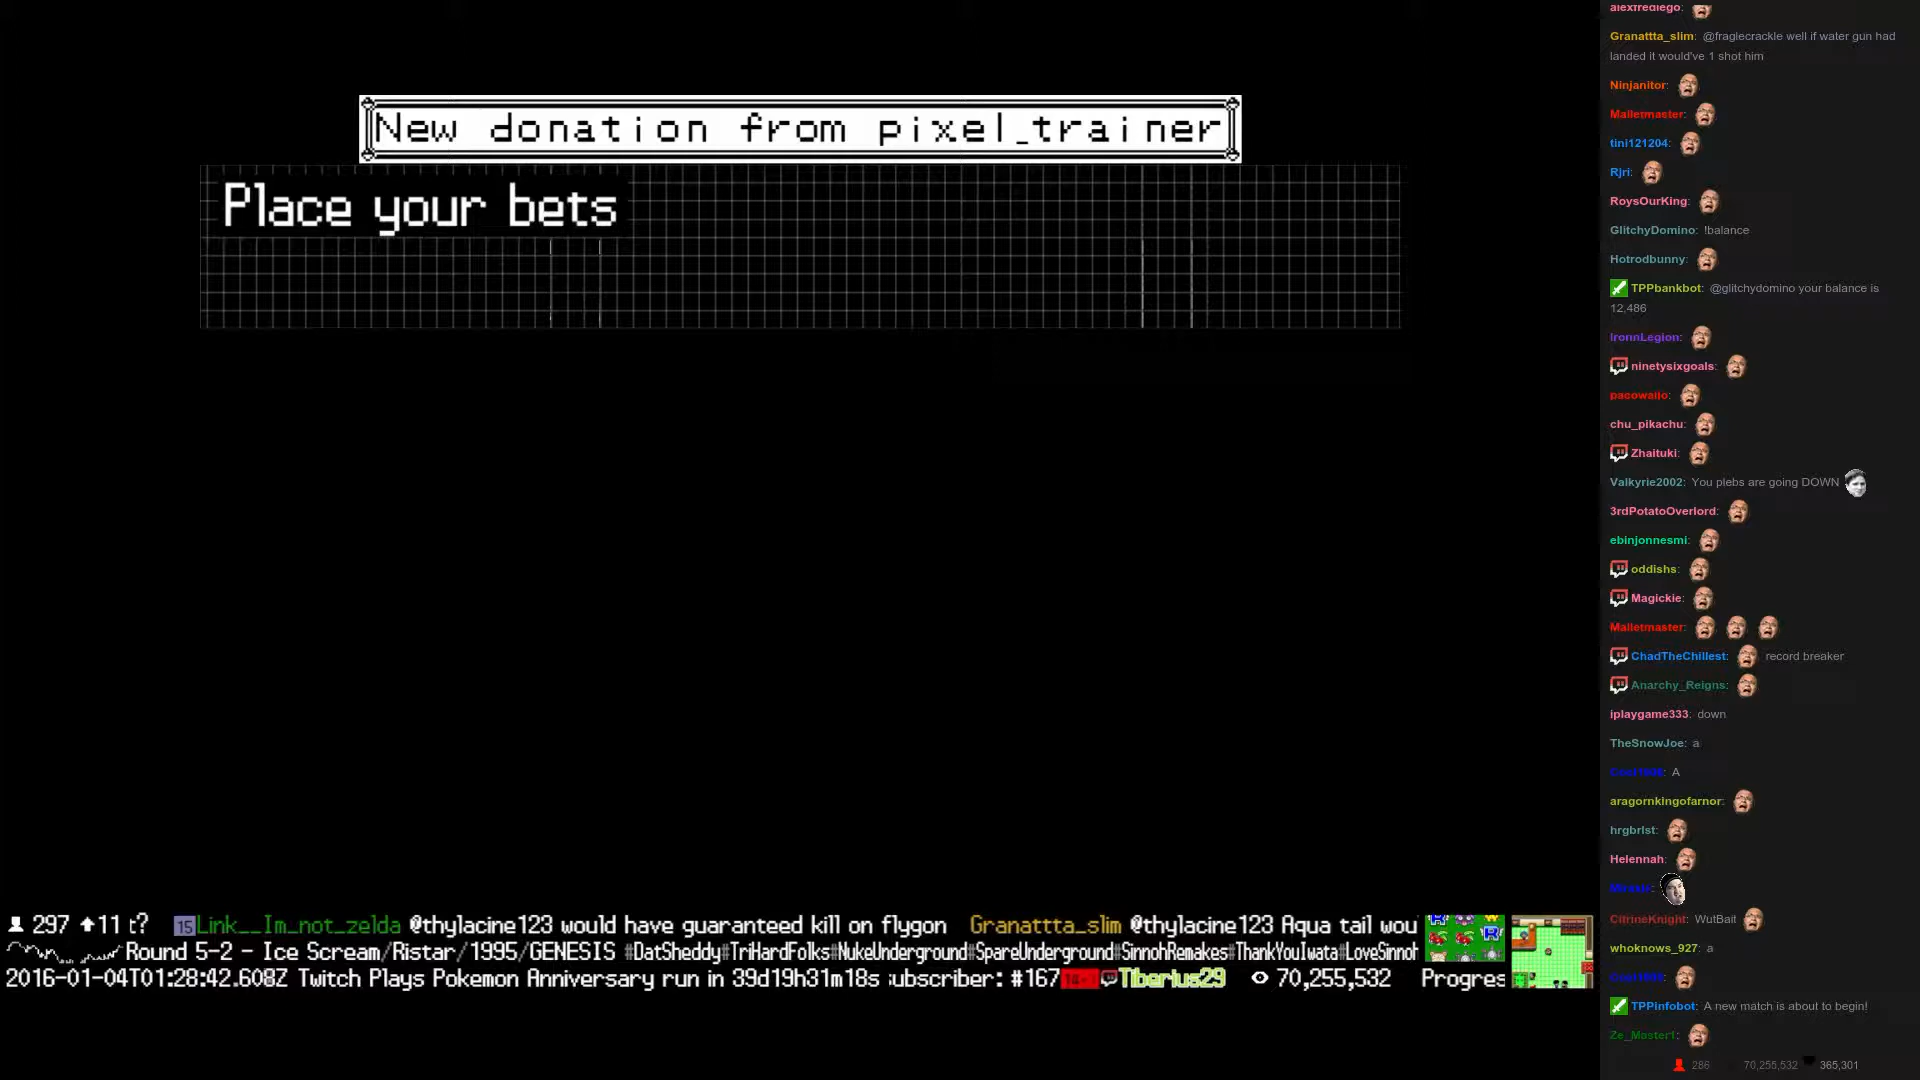 New donation from pixel_trainer
Place your bets
297 11 t? 15 Link__Im_not_zelda @thylacine123 would have guaranteed kill on flygon Granattta_slim @thylacine123 Aqua tail wou
Round 5-2 - Ice Scream/Ristar/1995/GENESIS #DatSheddy#TriHardFolks#NukeUnderground#SpareUnderground#SinnohRemakes#ThankYouIwata#LoveSinnoh
2016-01-04T01:28:42.608Z Twitch Plays Pokemon Anniversary run in 39d19h31m18s ubscriber: #167 Tiberius29 70,255,532 Progres
alexfrediego:
Granattta_slim: @fraglecrackle well if water gun had
landed it would've 1 shot him
Ninjanitor:
Malletmaster:
tini121204:
Rjri:
RoysOurKing:
GlitchyDomino: !balance
Hotrodbunny:
TPPbankbot: @glitchydomino your balance is
12,486
IronnLegion:
ninetysixgoals:
pacowaijo:
chu_pikachu:
Zhaituki:
Valkyrie2002: You plebs are going DOWN
3rdPotatoOverlord:
ebinjonnesmi:
oddishs:
Magickie:
Malletmaster:
ChadTheChillest: record breaker
Anarchy_Reigns:
iplaygame333: down
TheSnowJoe: a
A
aragornkingofarnor:
hrgbrlst:
Helennah:
CitrineKnight: WutBait
whoknows_927: a
TPPinfobot: A new match is about to begin!
Ze_Master1:
286 70,255,532 365,301